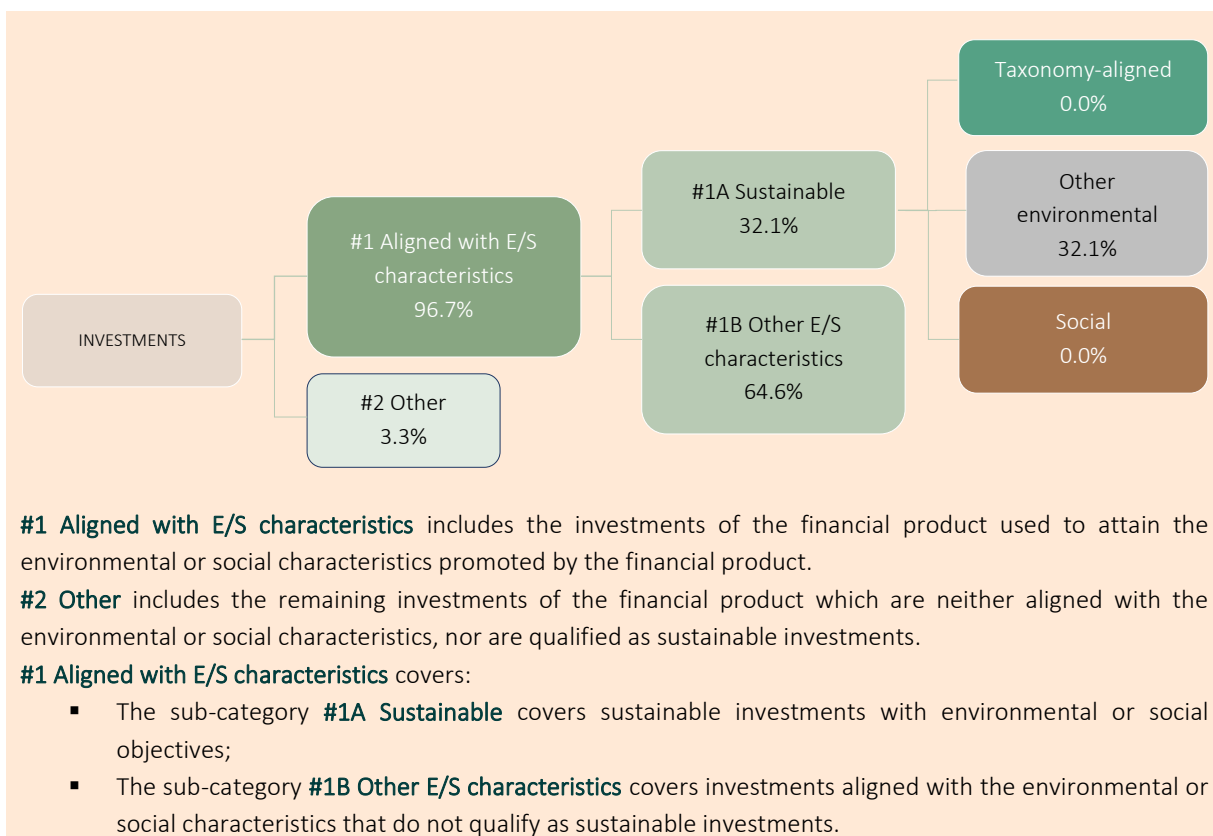 INVESTMENTS
#1 Aligned with E/S
characteristics
96.7%
#2 Other
3.3%
#1A Sustainable
32.1%
#1B Other E/S
characteristics
64.6%
Taxonomy-aligned
0.0%
Other
environmental
32.1%
Social
0.0%
#1 Aligned with E/S characteristics includes the investments of the financial product used to attain the
environmental or social characteristics promoted by the financial product.
#2 Other includes the remaining investments of the financial product which are neither aligned with the
environmental or social characteristics, nor are qualified as sustainable investments.
#1 Aligned with E/S characteristics covers:
▪ The sub-category #1A Sustainable covers sustainable investments with environmental or social
objectives;
▪ The sub-category #1B Other E/S characteristics covers investments aligned with the environmental or
social characteristics that do not qualify as sustainable investments.